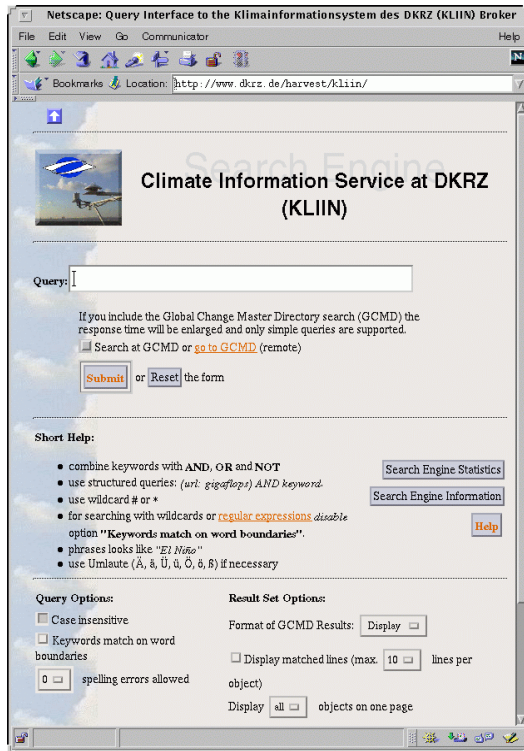 Netscape: Query Interface to the Klimainformationsystem des DKRZ (KLIIN) Broker
File Edit View Go Communicator Help
Bookmarks Location: http://www.dkrz.de/harvest/kliin/
Search Engine
Climate Information Service at DKRZ
(KLIIN)
Query:
If you include the Global Change Master Directory search (GCMD) the
response time will be enlarged and only simple queries are supported.
Search at GCMD or go to GCMD (remote)
Submit or Reset the form
Short Help:
combine keywords with AND, OR and NOT
use structured queries: (url: gigaflops) AND keyword.
use wildcard # or *
for searching with wildcards or regular expressions disable
option "Keywords match on word boundaries".
phrases looks like "El Niño"
use Umlaute (Ä, ä, Ü, ü, Ö, ö, ß) if necessary
Search Engine Statistics
Search Engine Information
Help
Query Options:
Case insensitive
Keywords match on word
boundaries
0 spelling errors allowed
Result Set Options:
Format of GCMD Results: Display
Display matched lines (max. 10 lines per
object)
Display all objects on one page